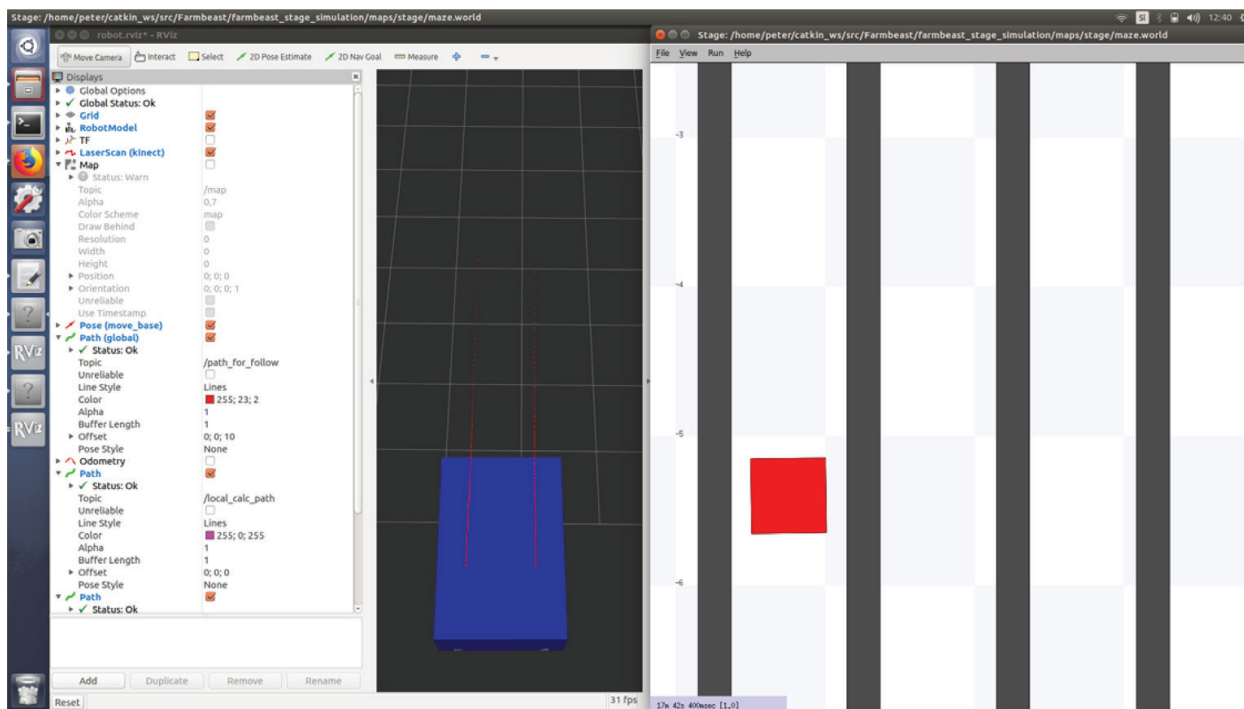 Stage: /home/peter/catkin_ws/src/Farmbeast/farmbeast_stage_simulation/maps/stage/maze.world
Sl
12:40
robot.rviz* - RViz
Move Camera Interact Select 2D Pose Estimate 2D Nav Goal Measure
Displays
Global Options
Global Status: Ok
Grid
RobotModel
TF
LaserScan (kinect)
Map
Status: Warn
Topic /map
Alpha 0,7
Color Scheme map
Draw Behind
Resolution 0
Width 0
Height 0
Position 0; 0; 0
Orientation 0; 0; 0; 1
Unreliable
Use Timestamp
Pose (move_base)
Path (global)
Status: Ok
Topic /path_for_follow
Unreliable
Line Style Lines
Color 255; 23; 2
Alpha 1
Buffer Length 1
Offset 0; 0; 10
Pose Style None
Odometry
Path
Status: Ok
Topic /local_calc_path
Unreliable
Line Style Lines
Color 255; 0; 255
Alpha 1
Buffer Length 1
Offset 0; 0; 0
Pose Style None
Path
Status: Ok
Add Duplicate Remove Rename
Reset
31 fps
RViz
RViz
Stage: /home/peter/catkin_ws/src/Farmbeast/farmbeast_stage_simulation/maps/stage/maze.world
File View Run Help
-3
-4
-5
-6
17m 42s 400msec [1.0]